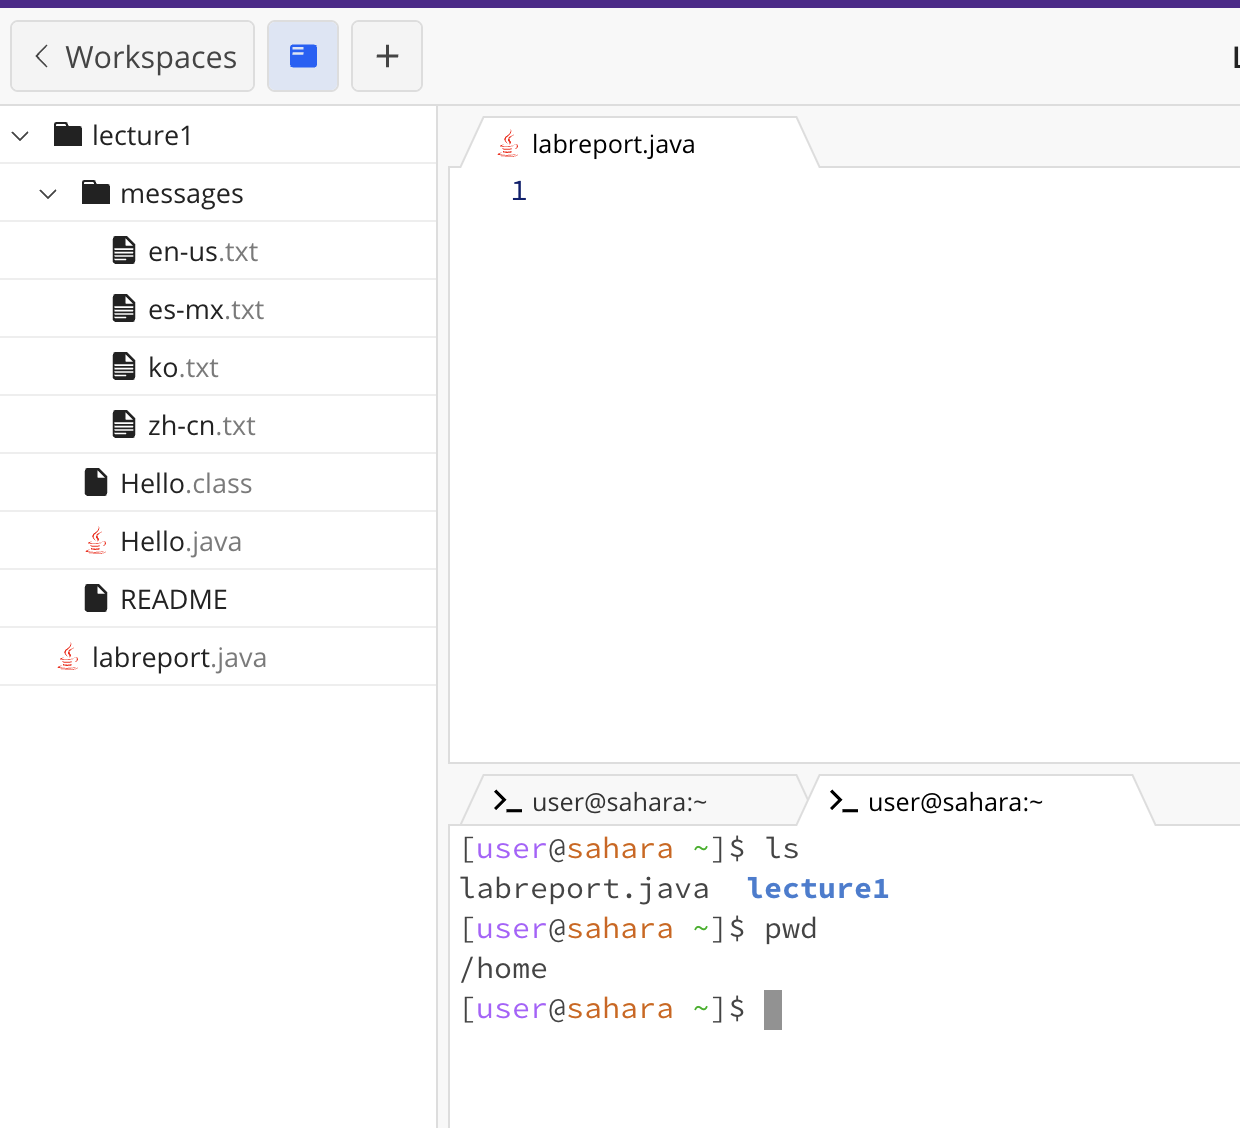 Workspaces
lecture1
messages
en-us.txt
es-mx.txt
ko.txt
zh-cn.txt
Hello.class
Hello.java
README
labreport.java
labreport.java
1
user@sahara:~ user@sahara:~
[user@sahara ~]$ ls
labreport.java lecture1
[user@sahara ~]$ pwd
/home
[user@sahara ~]$